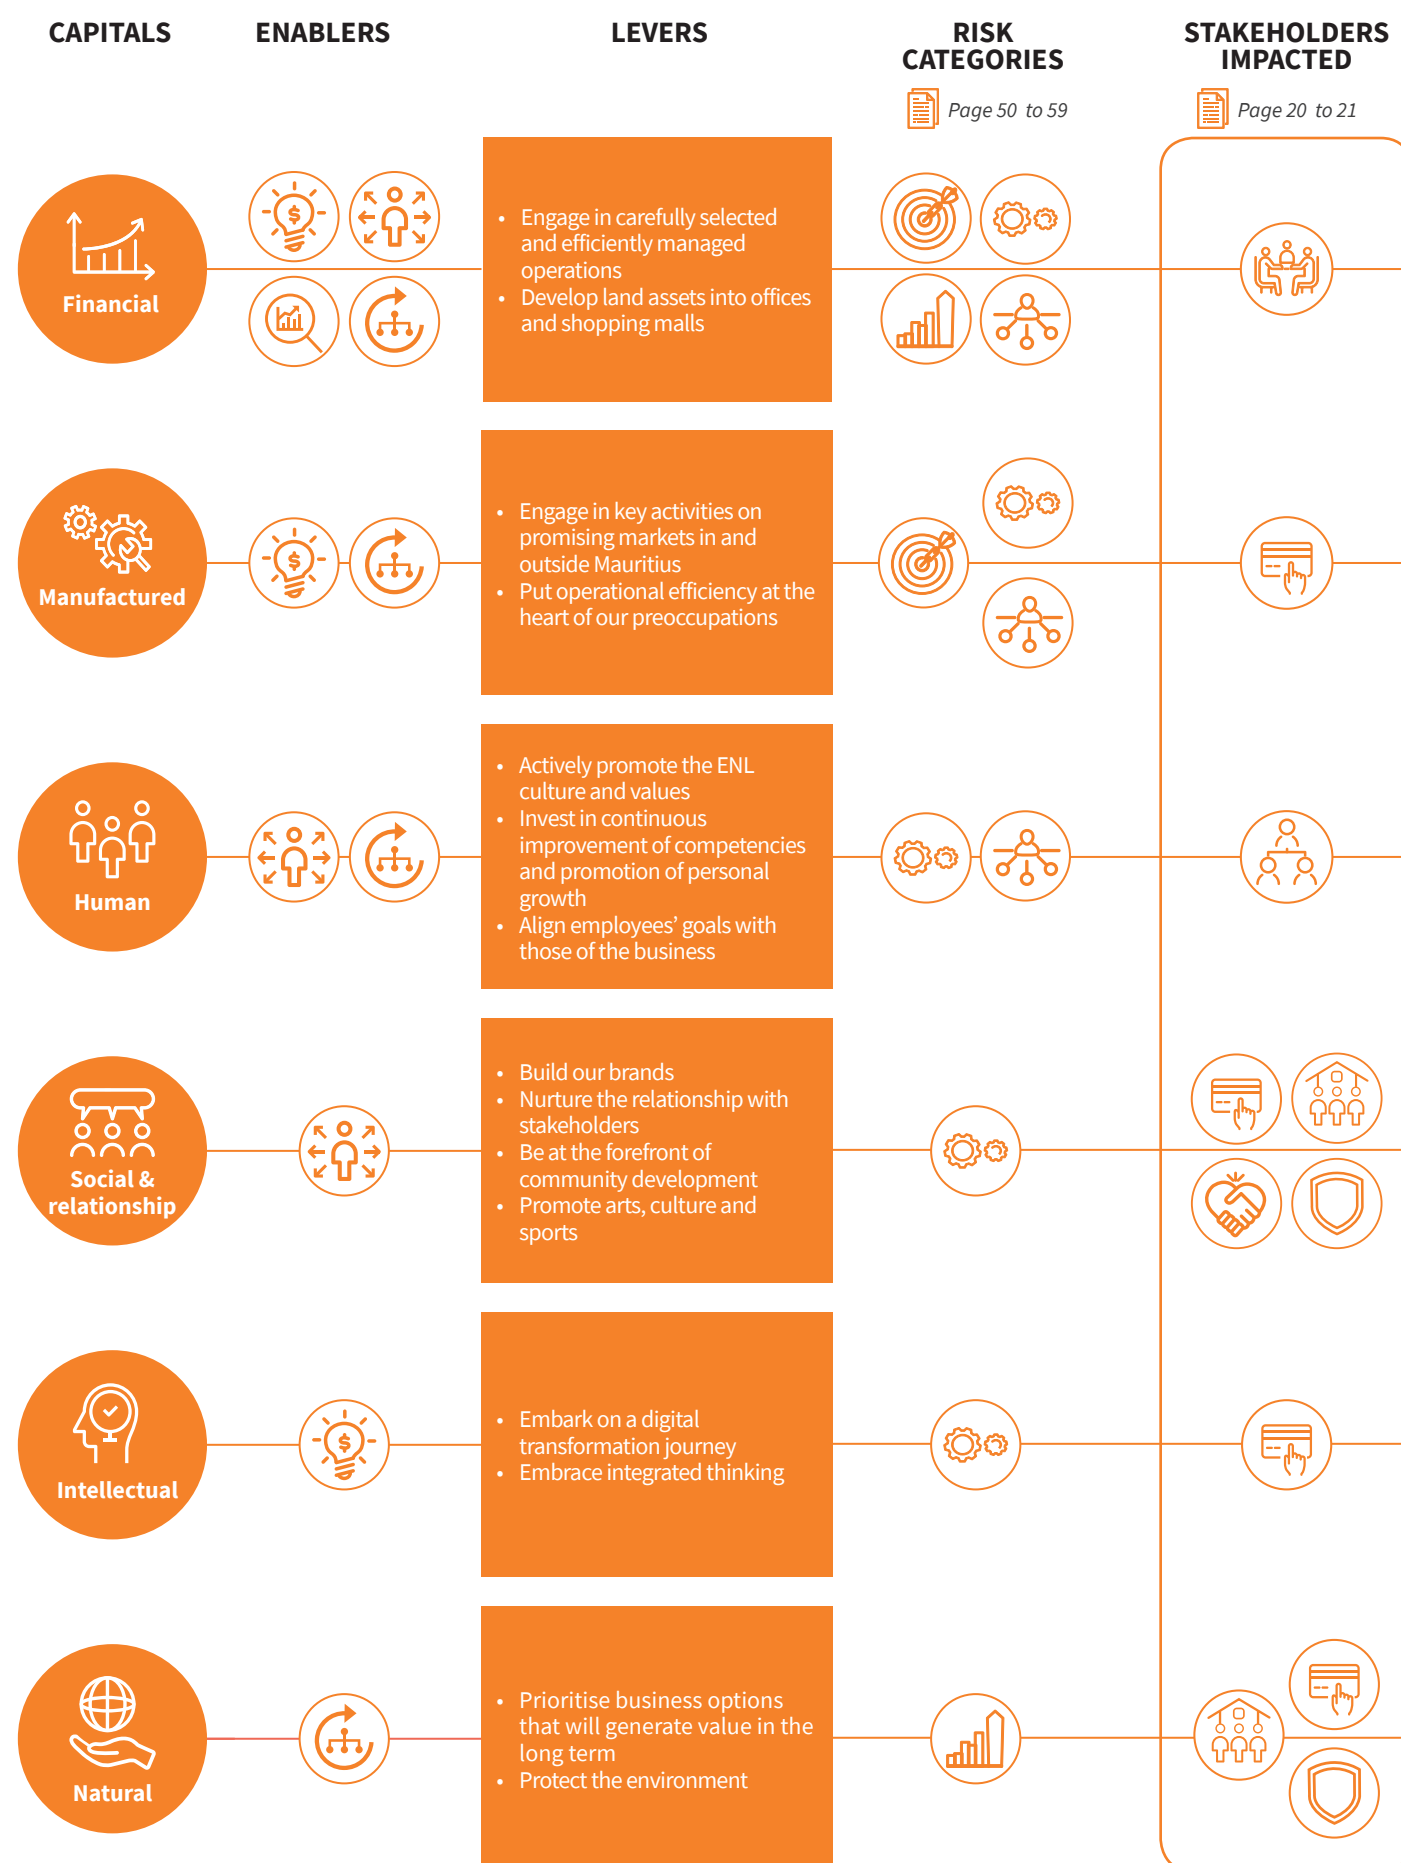 CAPITALS
ENABLERS
LEVERS
RISK
CATEGORIES
STAKEHOLDERS
IMPACTED
Page 50 to 59
Page 20 to 21
Financial
• Engage in carefully selected
and efficiently managed
operations
• Develop land assets into offices
and shopping malls
Manufactured
• Engage in key activities on
promising markets in and
outside Mauritius
• Put operational efficiency at the
heart of our preoccupations
Human
• Actively promote the ENL
culture and values
• Invest in continuous
improvement of competencies
and promotion of personal
growth
• Align employees’ goals with
those of the business
Social &
relationship
• Build our brands
• Nurture the relationship with
stakeholders
• Be at the forefront of
community development
• Promote arts, culture and
sports
Intellectual
• Embark on a digital
transformation journey
• Embrace integrated thinking
Natural
• Prioritise business options
that will generate value in the
long term
• Protect the environment